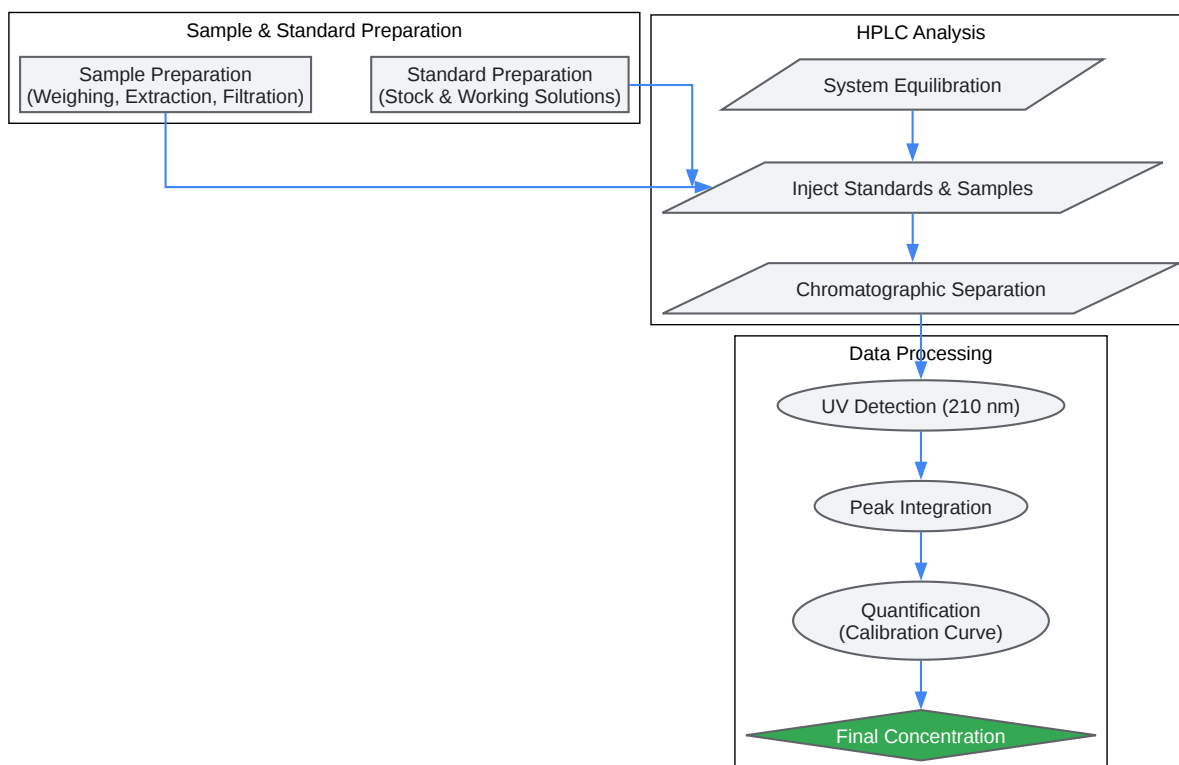 Sample & Standard Preparation
Sample Preparation
(Weighing, Extraction, Filtration)
Standard Preparation
(Stock & Working Solutions)
HPLC Analysis
System Equilibration
Inject Standards & Samples
Chromatographic Separation
Data Processing
UV Detection (210 nm)
Peak Integration
Quantification
(Calibration Curve)
Final Concentration